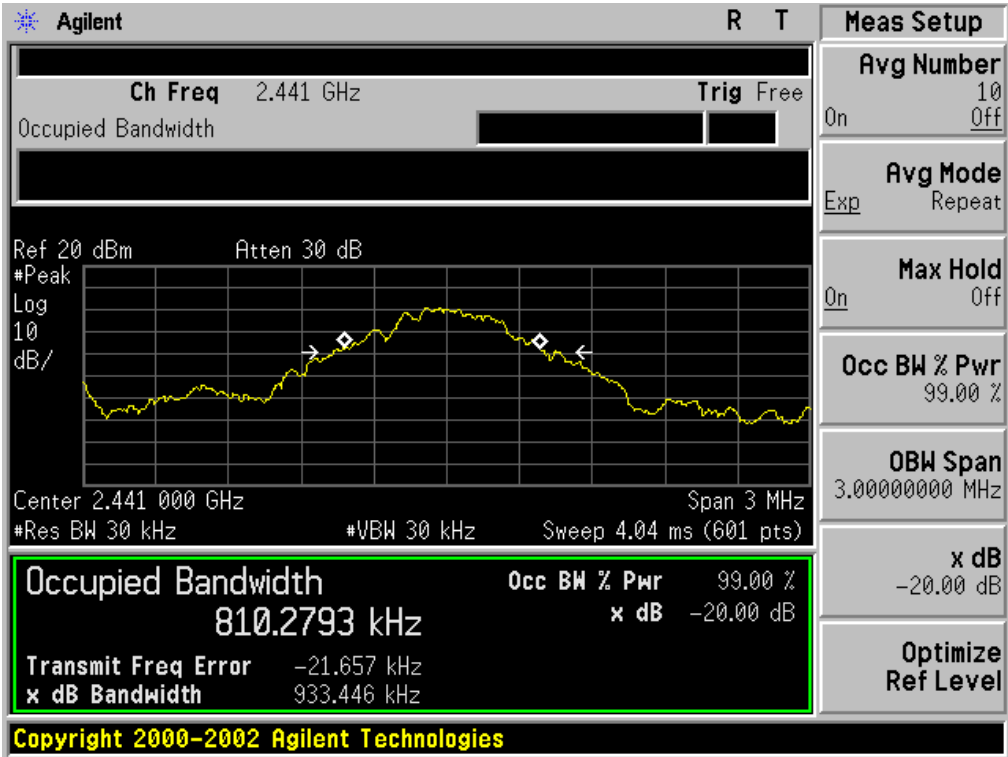 Agilent R T
Ch Freq 2.441 GHz Trig Free
Occupied Bandwidth
Ref 20 dBm Atten 30 dB
#Peak
Log
10
dB/
Center 2.441 000 GHz Span 3 MHz
#Res BW 30 kHz #VBW 30 kHz Sweep 4.04 ms (601 pts)
Occupied Bandwidth Occ BW % Pwr 99.00 %
810.2793 kHz x dB -20.00 dB
Transmit Freq Error -21.657 kHz
x dB Bandwidth 933.446 kHz
Copyright 2000-2002 Agilent Technologies
Meas Setup
Avg Number
10
On Off
Avg Mode
Exp Repeat
Max Hold
On Off
Occ BW % Pwr
99.00 %
OBW Span
3.00000000 MHz
x dB
-20.00 dB
Optimize
Ref Level